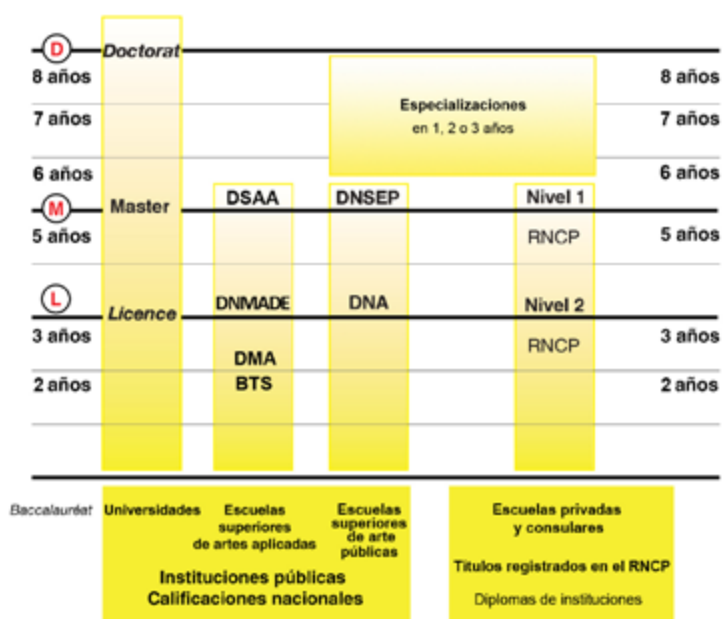 D Doctorat
8 años 8 años
Especializaciones
en 1, 2 o 3 años
7 años 7 años
6 años 6 años
M Master DSAA DNSEP Nivel 1
5 años RNCP 5 años
L Licence DNMADE DNA Nivel 2
3 años RNCP 3 años
DMA
2 años BTS 2 años
Baccalauréat
Universidades
Escuelas
superiores
de artes aplicadas
Escuelas
superiores
de arte
públicas
Instituciones públicas
Calificaciones nacionales
Escuelas privadas
y consulares
Titulos registrados en el RNCP
Diplomas de instituciones